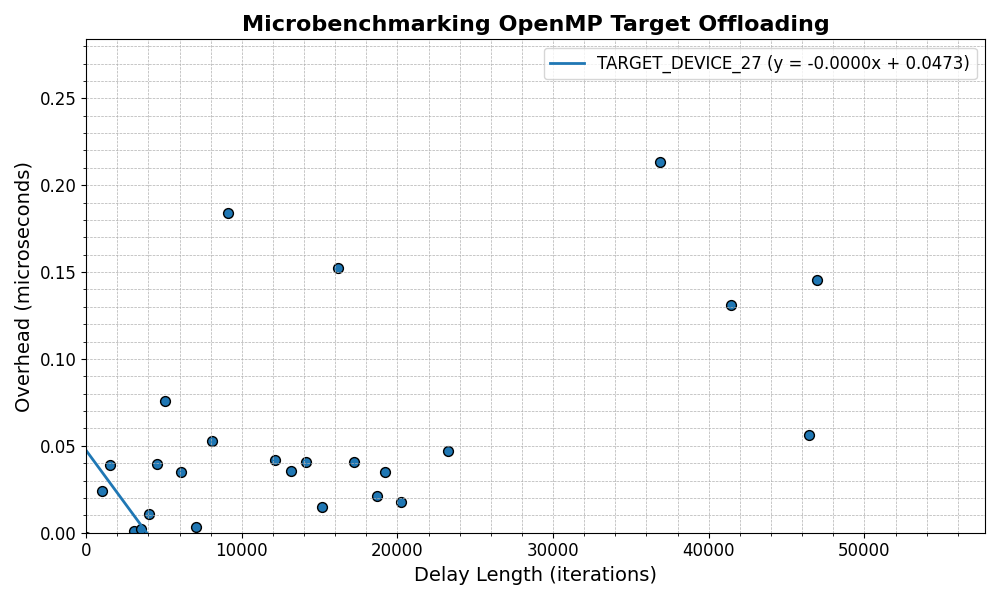 Microbenchmarking OpenMP Target Offloading
TARGET_DEVICE_27 (y = -0.0000x + 0.0473)
Overhead (microseconds)
0.25
0.20
0.15
0.10
0.05
0.00
0 10000 20000 30000 40000 50000
Delay Length (iterations)